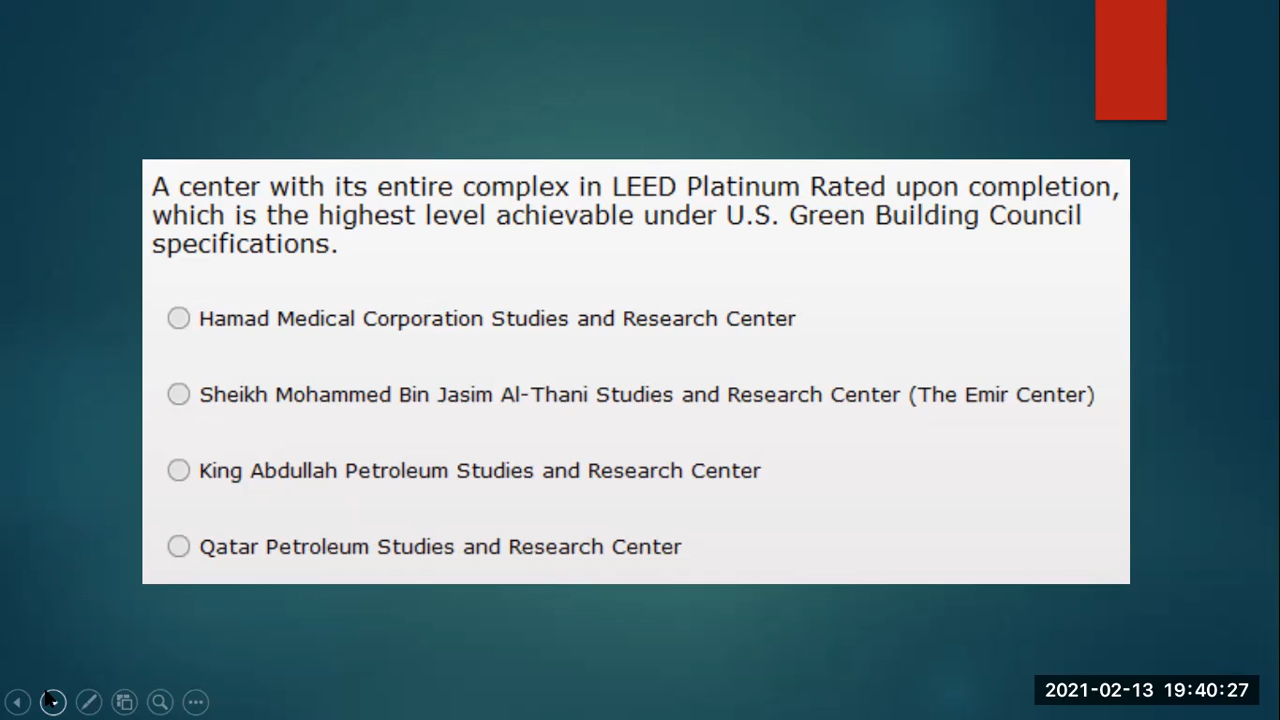 A center with its entire complex in LEED Platinum Rated upon completion,
which is the highest level achievable under U.S. Green Building Council
specifications.
Hamad Medical Corporation Studies and Research Center
Sheikh Mohammed Bin Jasim Al-Thani Studies and Research Center (The Emir Center)
King Abdullah Petroleum Studies and Research Center
Qatar Petroleum Studies and Research Center
2021-02-13 19:40:27